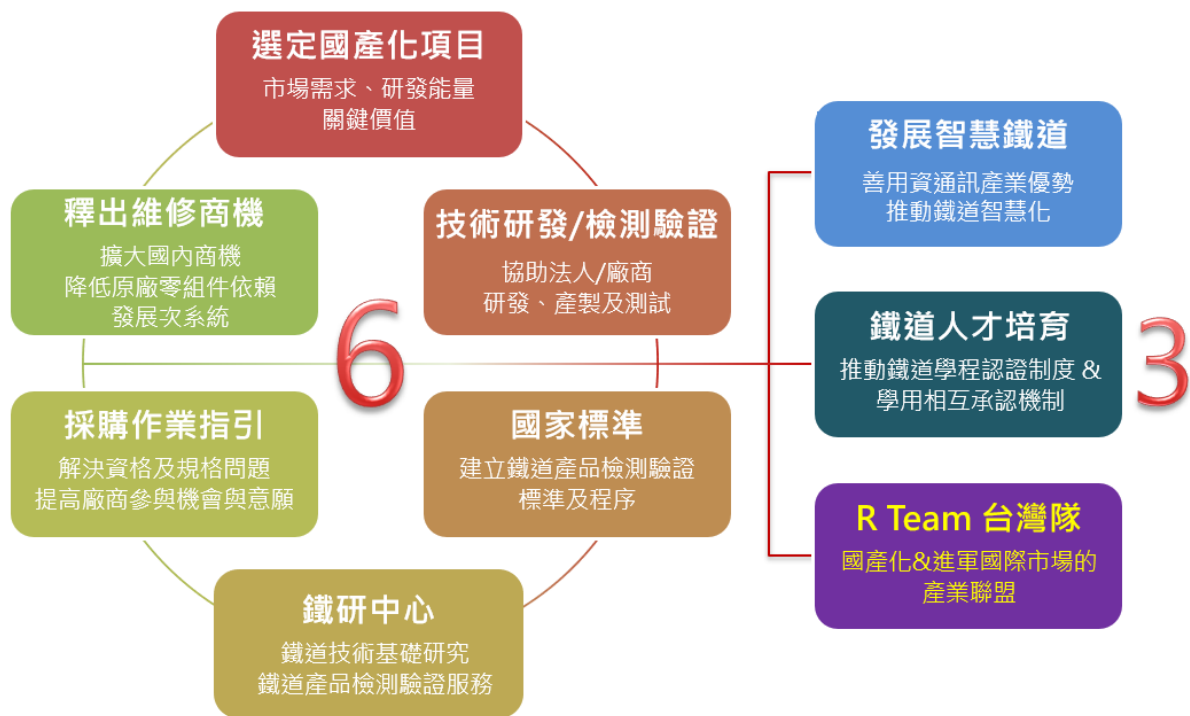 選定國產化項目
市場需求、研發能量
關鍵價值
技術研發/檢測驗證
協助法人/廠商
研發、產製及測試
國家標準
建立鐵道產品檢測驗證
標準及程序
鐵研中心
鐵道技術基礎研究
鐵道產品檢測驗證服務
採購作業指引
解決資格及規格問題
提高廠商參與機會與意願
釋出維修商機
擴大國內商機
降低原廠零組件依賴
發展次系統
6
發展智慧鐵道
善用資通訊產業優勢
推動鐵道智慧化
鐵道人才培育
推動鐵道學程認證制度 &
學用相互承認機制
R Team 台灣隊
國產化&進軍國際市場的
產業聯盟
3